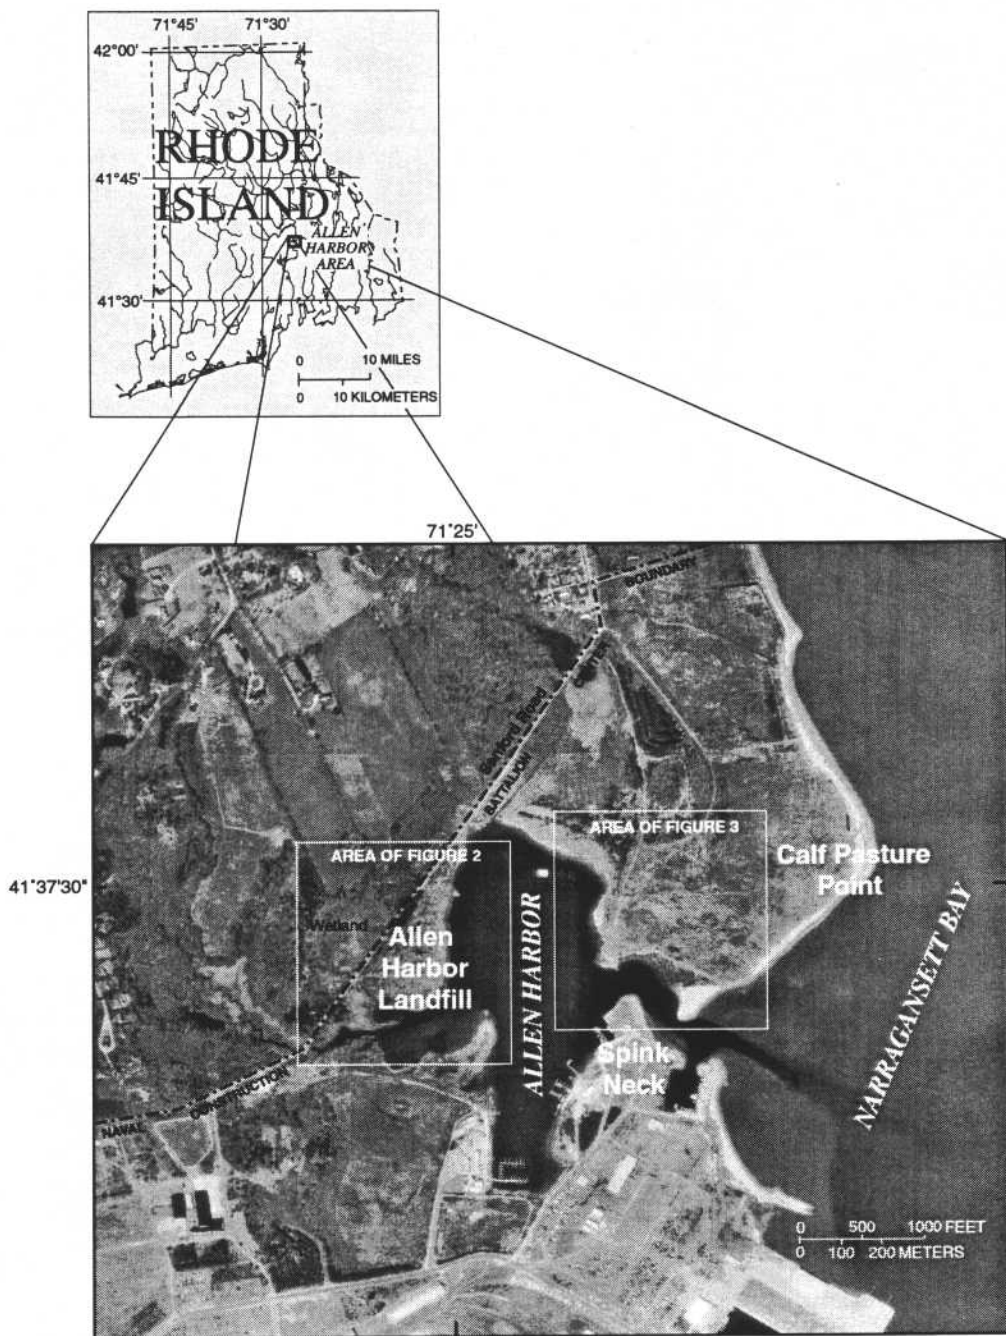 71°45' 71°30'
42°00'
RHODE
41°45'
ISLAND
ALLEN
HARBOR
AREA
41°30'
0 10 MILES
0 10 KILOMETERS
71°25'
BOUNDARY
CENTER
Sanford Road
BATTALION
AREA OF FIGURE 3
AREA OF FIGURE 2
Calf Pasture
Point
41°37'30"
Wetland
Allen
Harbor
Landfill
ALLEN HARBOR
NARRAGANSETT BAY
Spink
Neck
CONSTRUCTION
NAVAL
0 500 1000 FEET
0 100 200 METERS